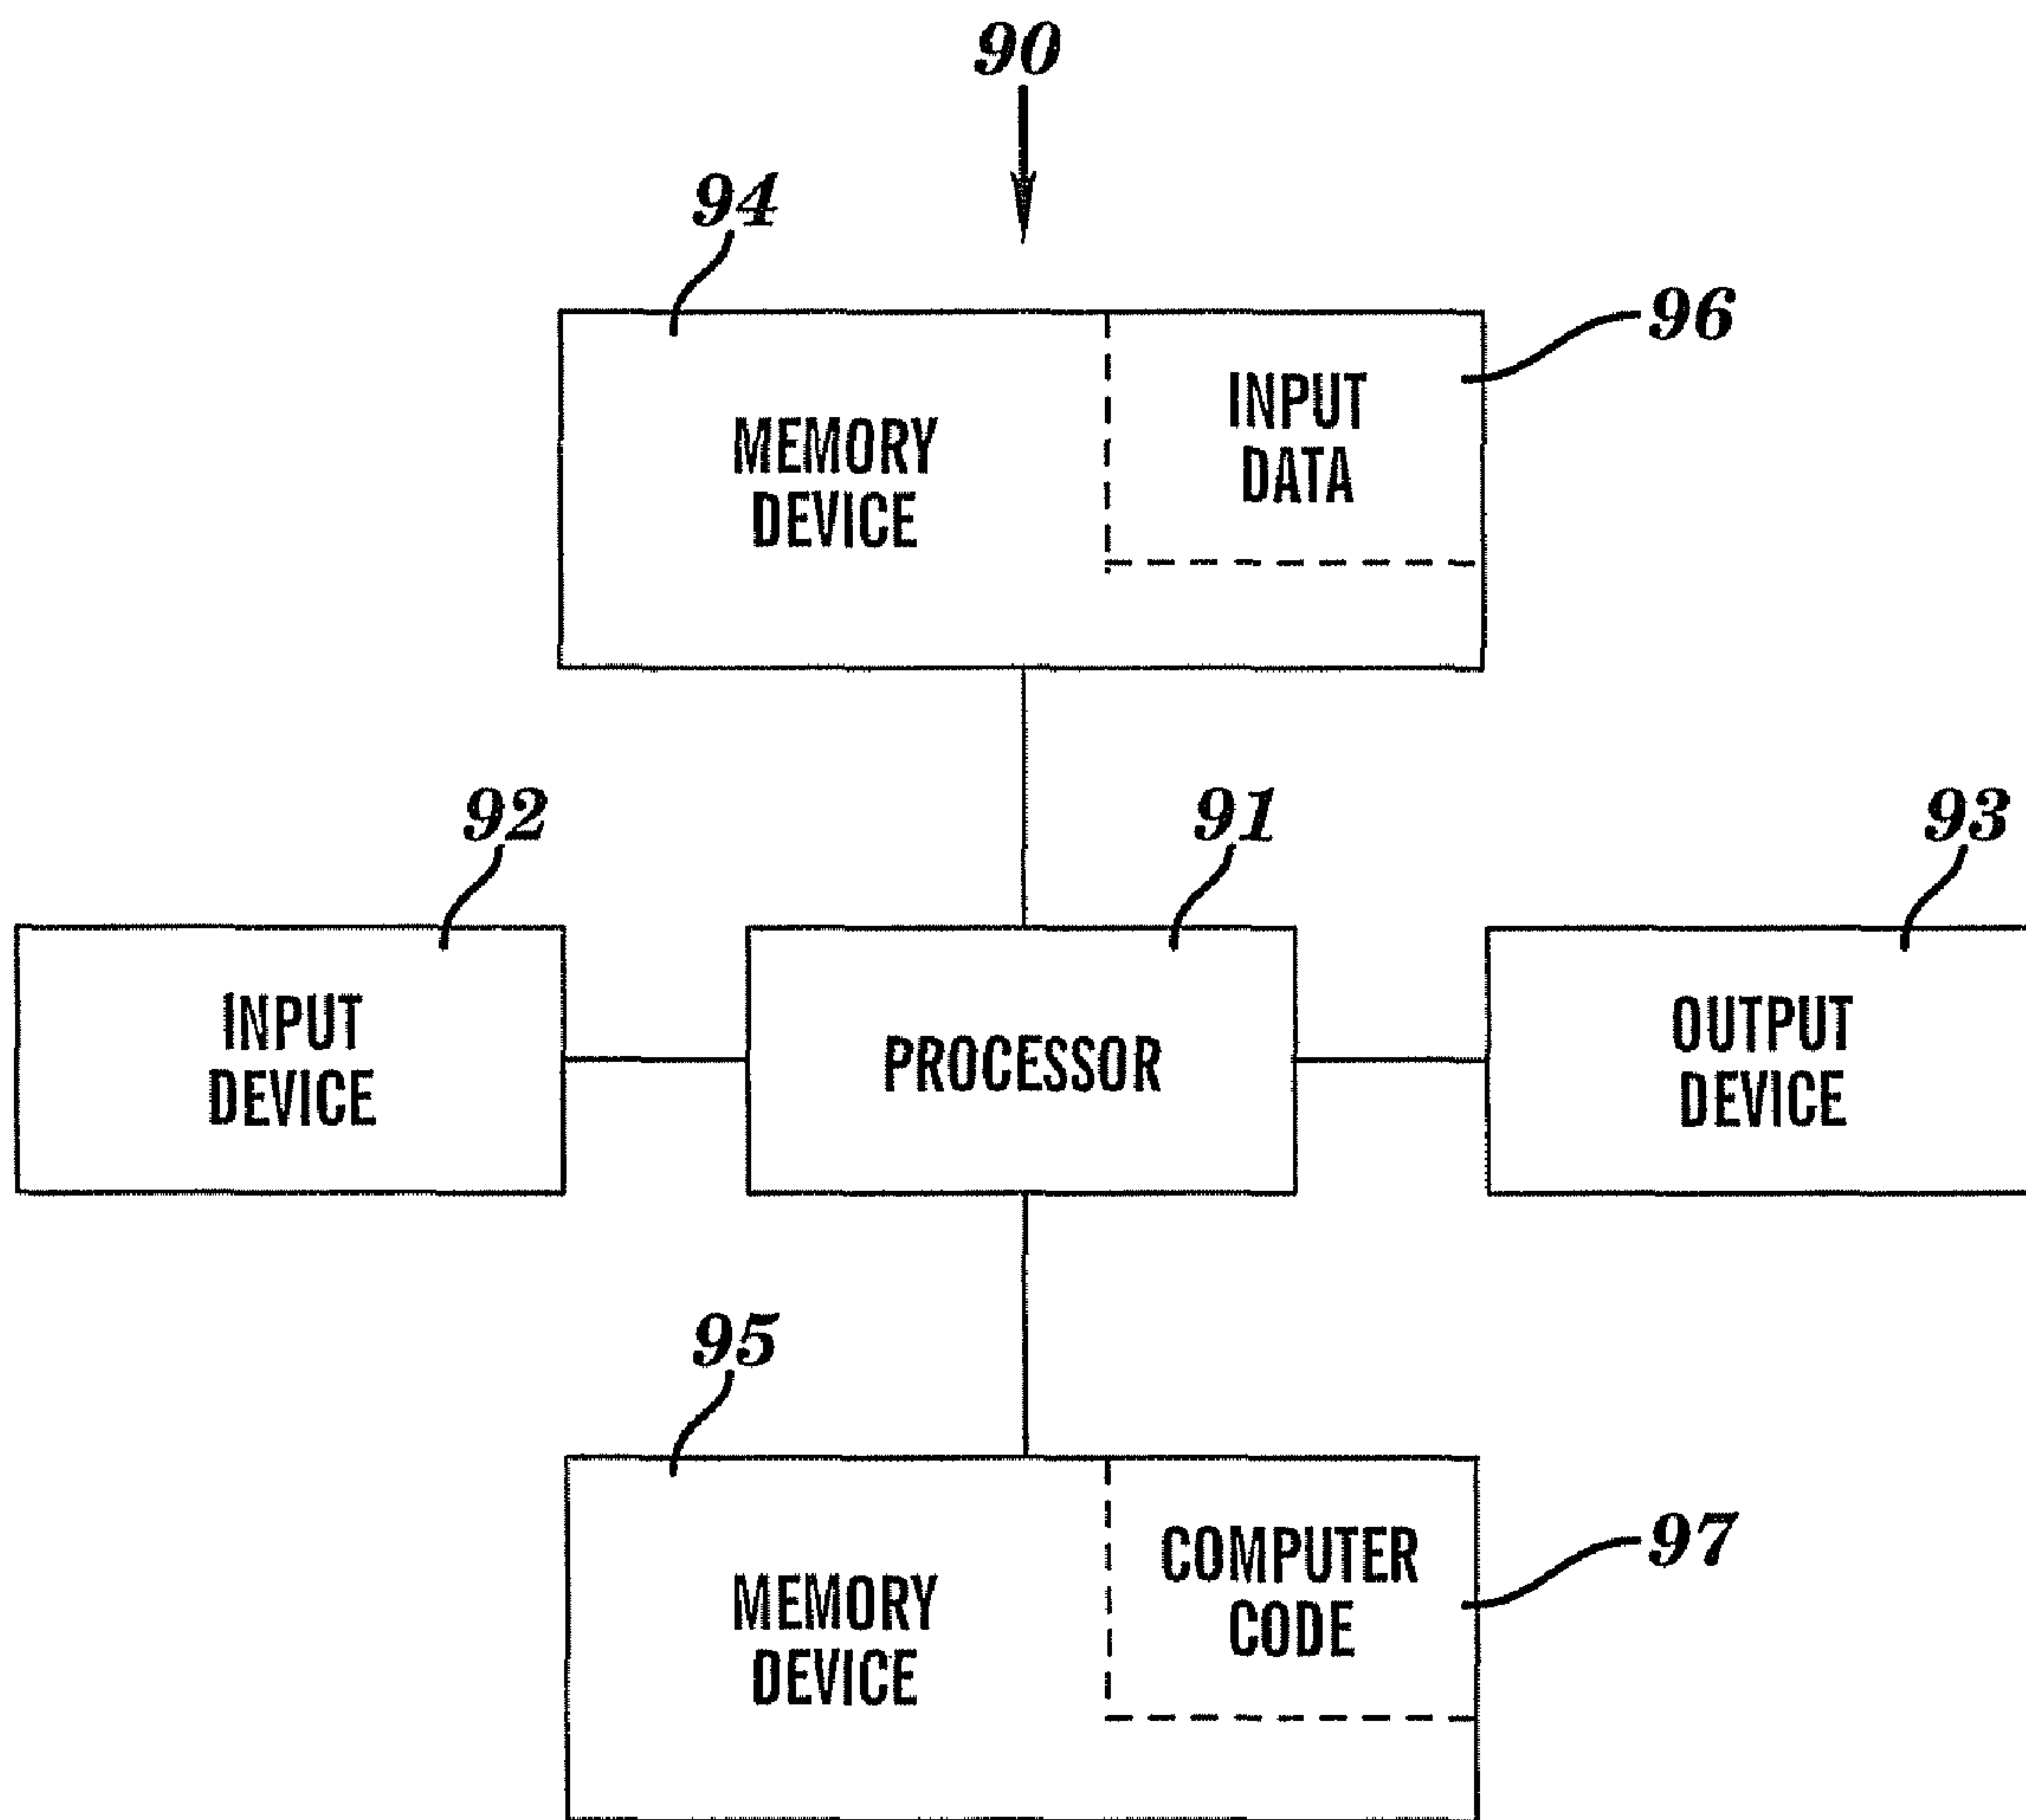 90
94
96
MEMORY
DEVICE
INPUT
DATA
92
91
93
INPUT
DEVICE
PROCESSOR
OUTPUT
DEVICE
95
97
MEMORY
DEVICE
COMPUTER
CODE